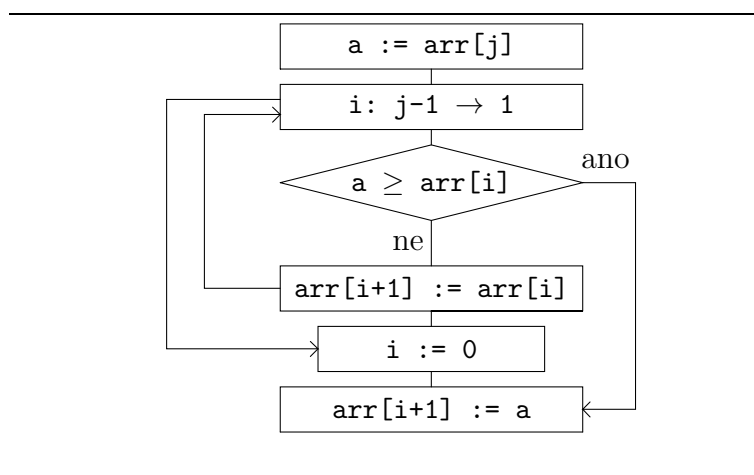 a := arr[j]
i: j-1 → 1
ano
a ≥ arr[i]
ne
arr[i+1] := arr[i]
i := 0
arr[i+1] := a